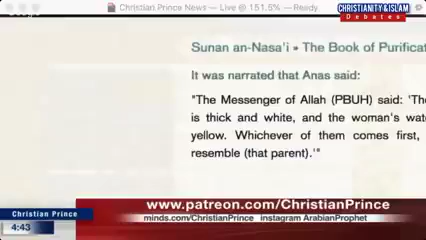 Christian Prince News — Live @ 151.5% — Ready
CHRISTIANITY & ISLAM
Debates
Sunan an-Nasa'i » The Book of Purificat
It was narrated that Anas said:
"The Messenger of Allah (PBUH) said: 'The
is thick and white, and the woman's wate
yellow. Whichever of them comes first,
resemble (that parent).'"
www.patreon.com/ChristianPrince
minds.com/ChristianPrince instagram ArabianProphet
Christian Prince
4:43